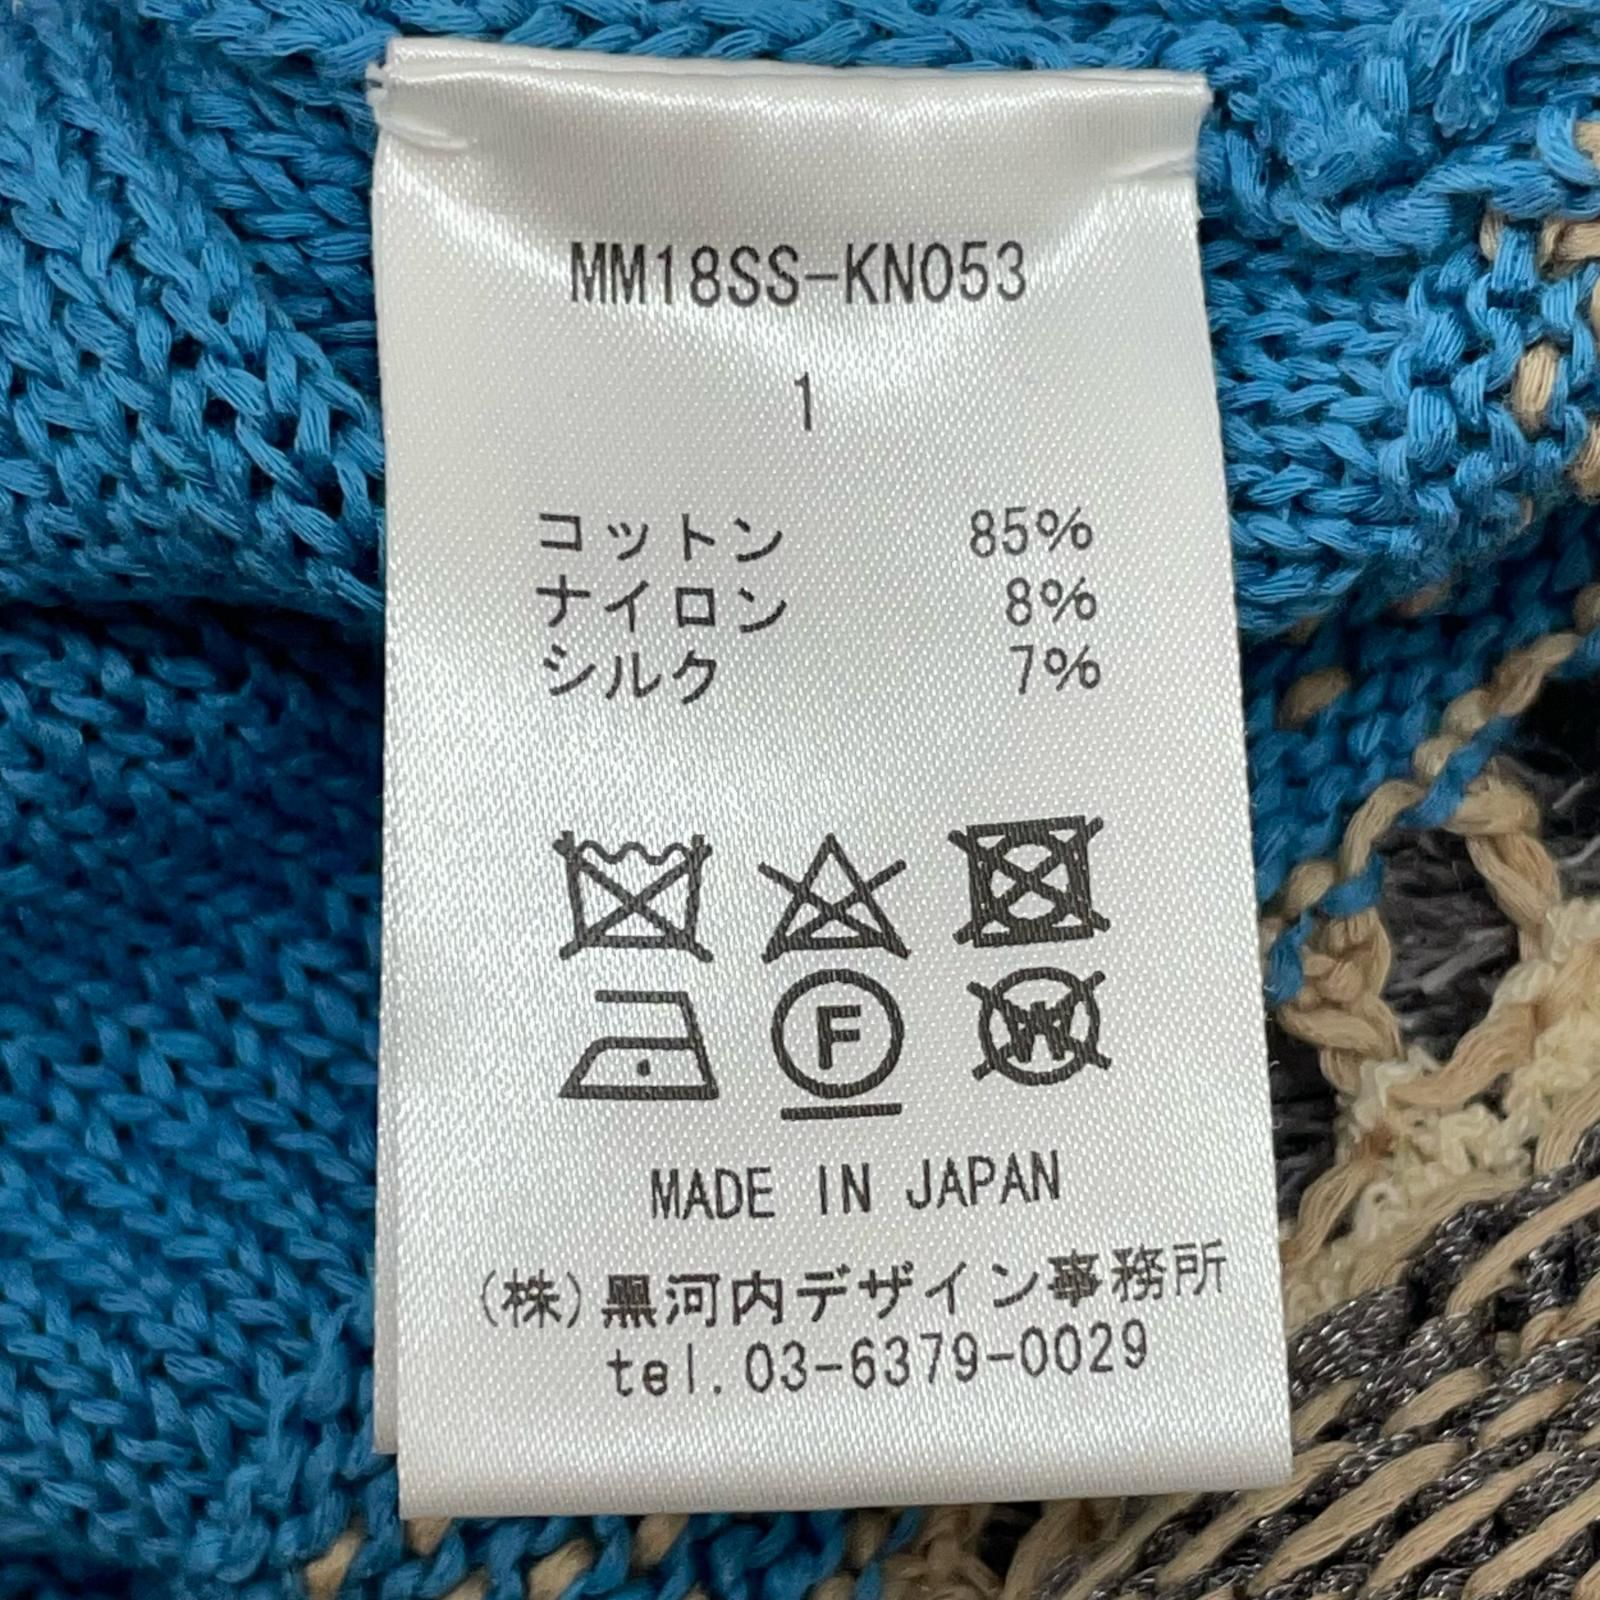 MM18SS-KN053
1
コットン 85%
ナイロン 8%
シルク 7%
F
W
MADE IN JAPAN
(株)黒河内デザイン事務所
tel.03-6379-0029